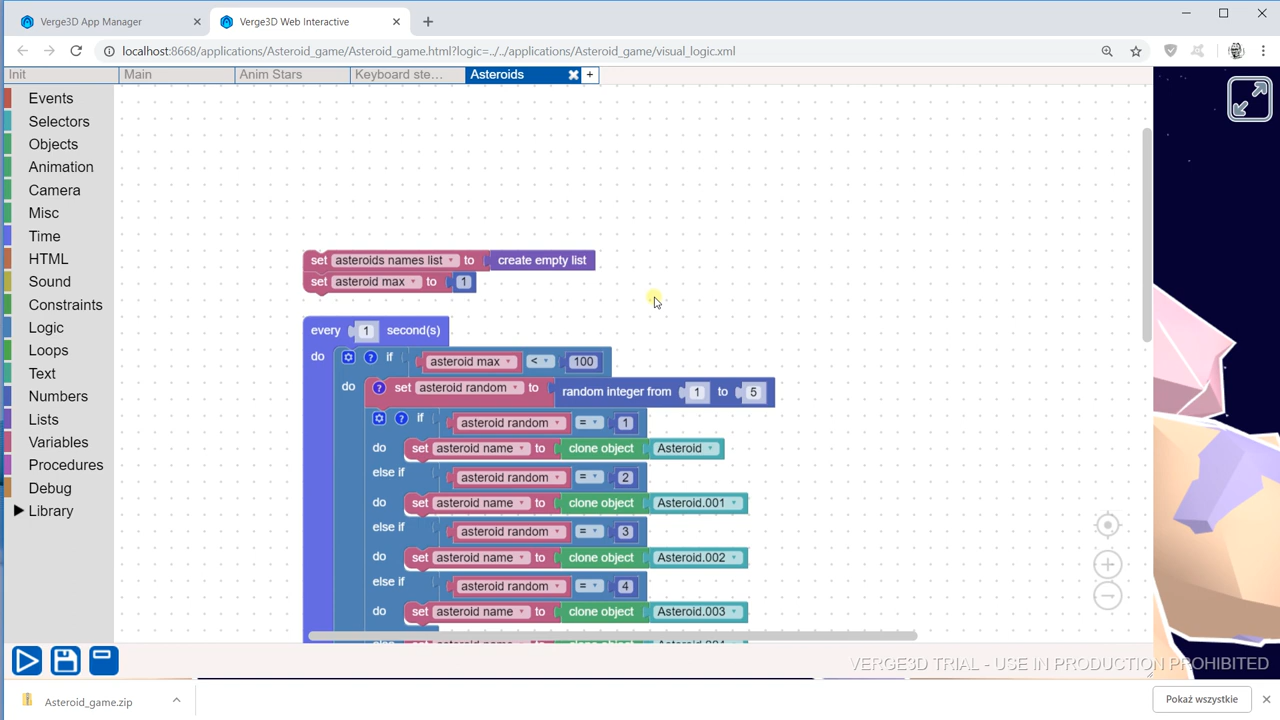 Verge3D App Manager
Verge3D Web Interactive
localhost:8668/applications/Asteroid_game/Asteroid_game.html?logic=../../applications/Asteroid_game/visual_logic.xml
Init
Main
Anim Stars
Keyboard ste…
Asteroids
+
Events
Selectors
Objects
Animation
Camera
Misc
Time
HTML
Sound
Constraints
Logic
Loops
Text
Numbers
Lists
Variables
Procedures
Debug
Library
set asteroids names list to create empty list
set asteroid max to 1
every 1 second(s)
do ? if asteroid max < 100
do ? set asteroid random to random integer from 1 to 5
? if asteroid random = 1
do set asteroid name to clone object Asteroid
else if asteroid random = 2
do set asteroid name to clone object Asteroid.001
else if asteroid random = 3
do set asteroid name to clone object Asteroid.002
else if asteroid random = 4
do set asteroid name to clone object Asteroid.003
VERGE3D TRIAL - USE IN PRODUCTION PROHIBITED
Asteroid_game.zip
Pokaż wszystkie